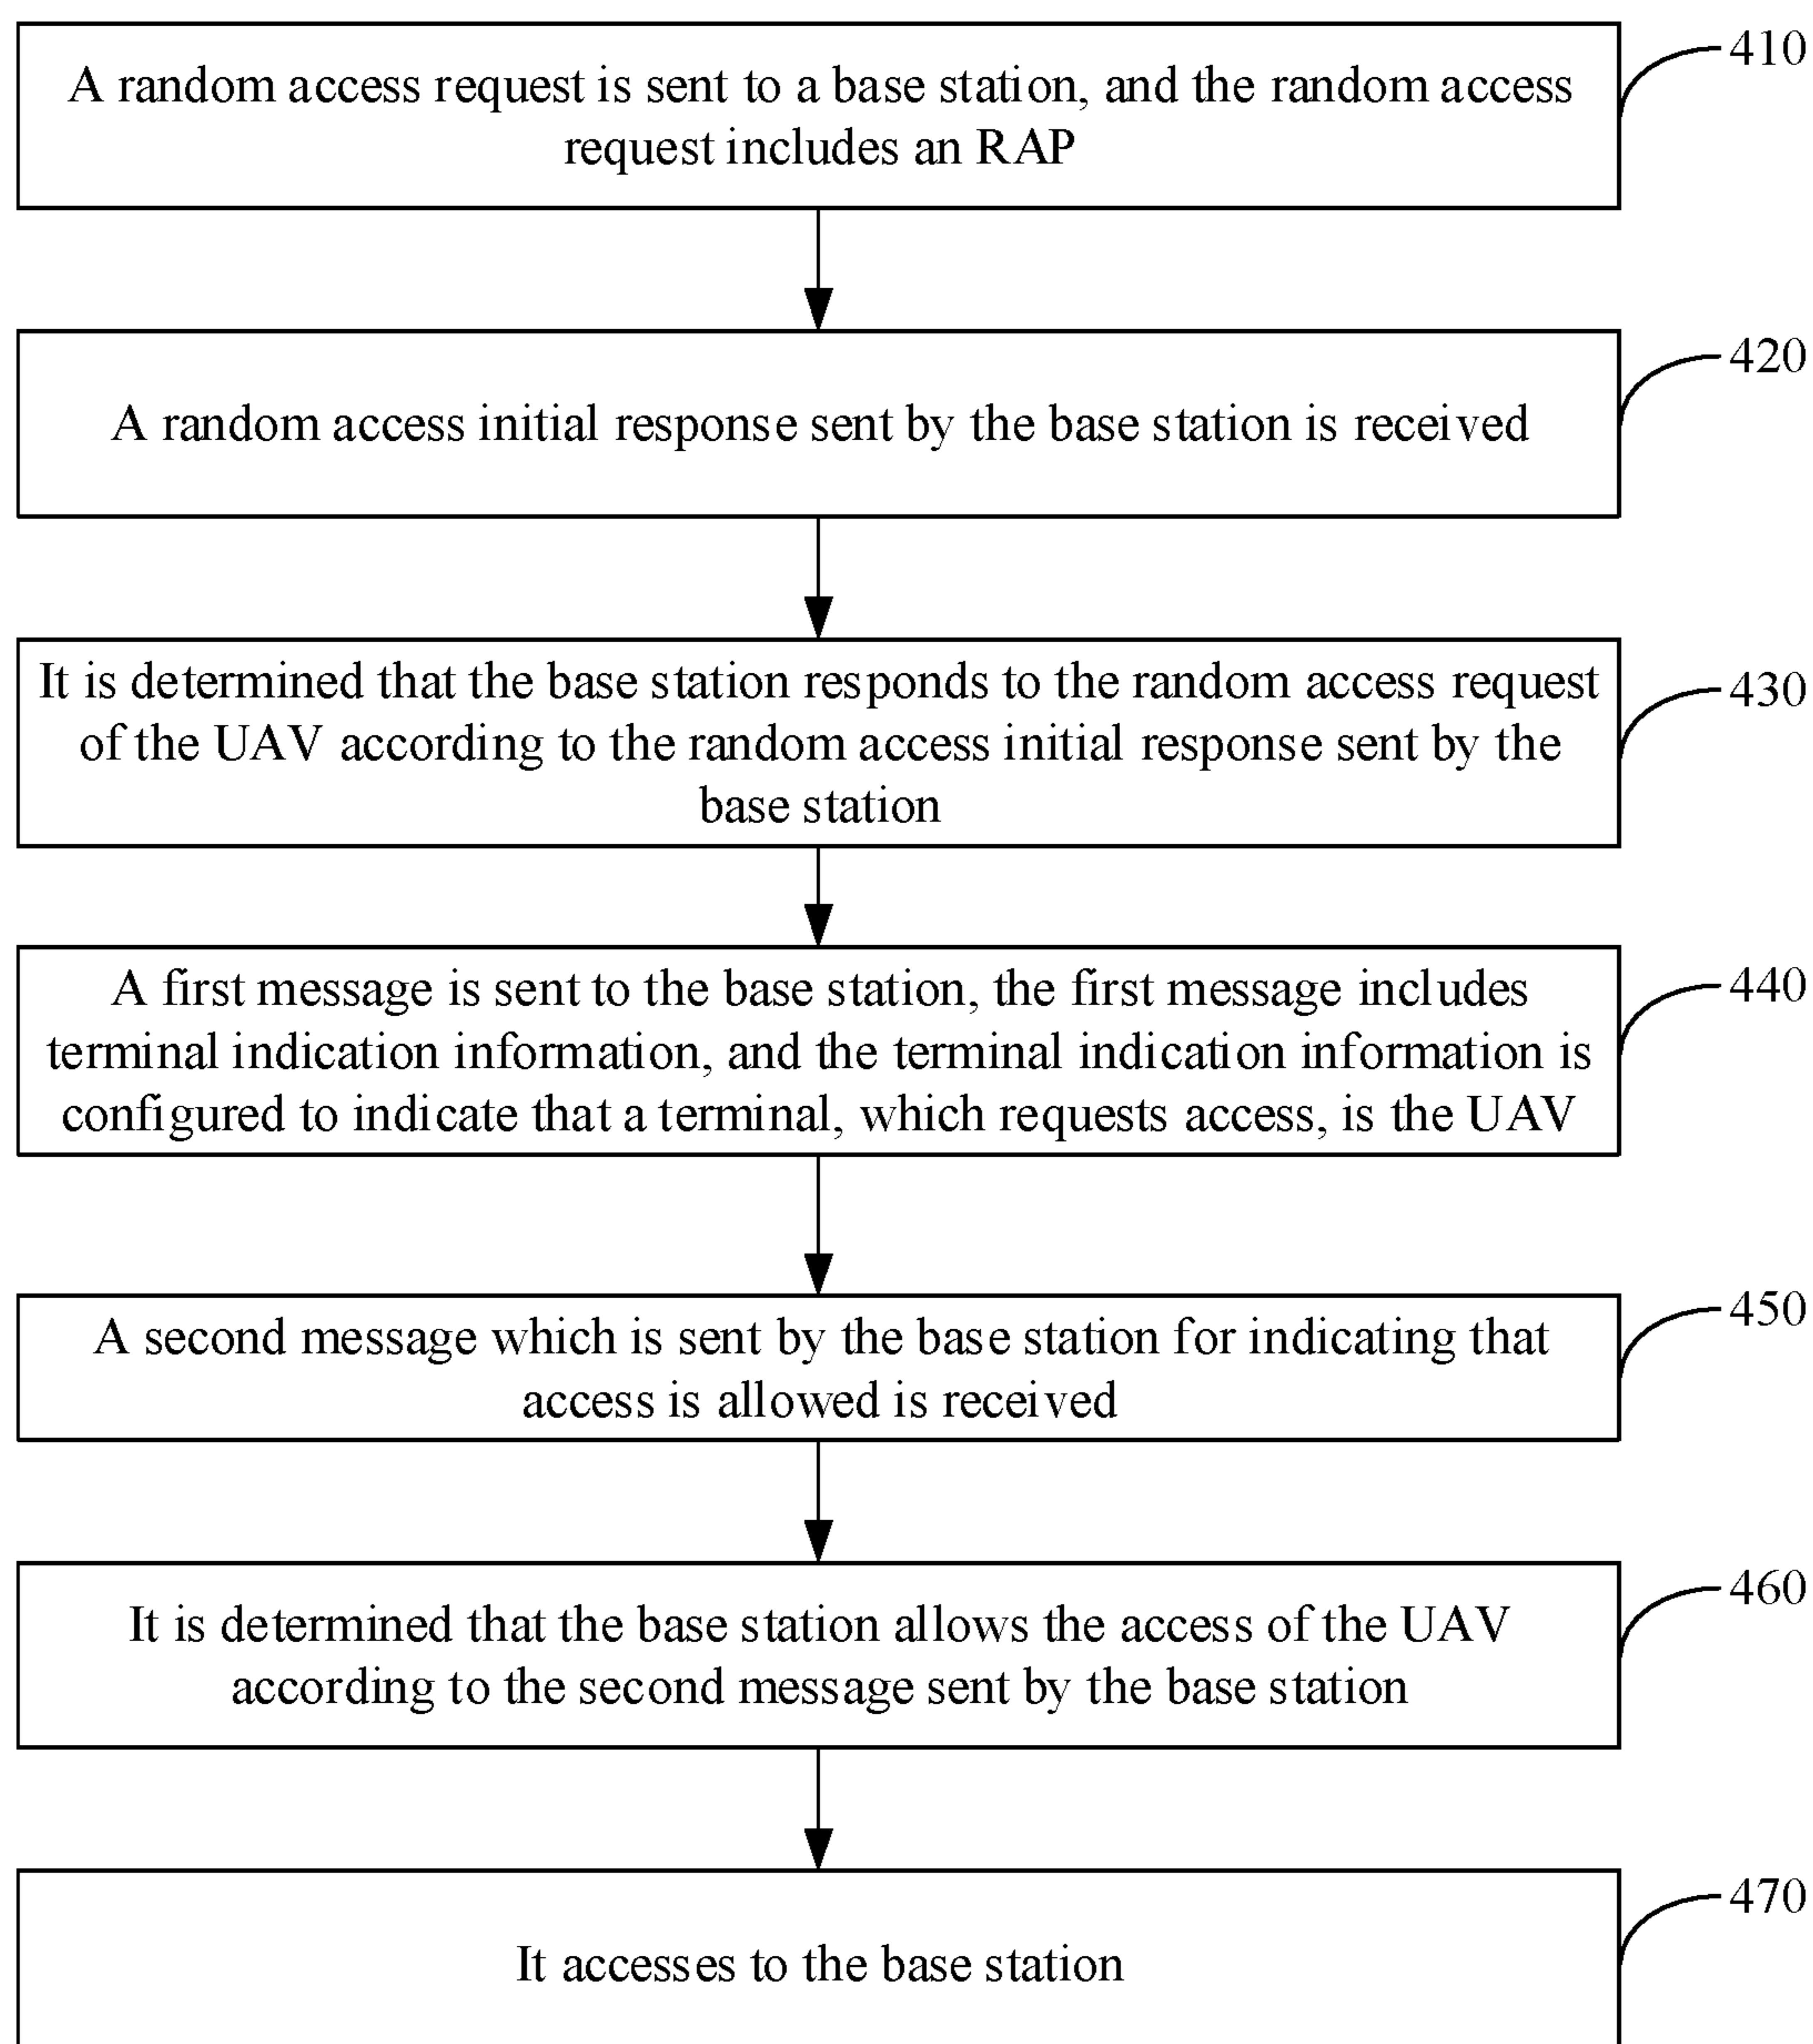 A random access request is sent to a base station, and the random access
request includes an RAP
410
A random access initial response sent by the base station is received
420
It is determined that the base station responds to the random access request
of the UAV according to the random access initial response sent by the
base station
430
A first message is sent to the base station, the first message includes
terminal indication information, and the terminal indication information is
configured to indicate that a terminal, which requests access, is the UAV
440
A second message which is sent by the base station for indicating that
access is allowed is received
450
It is determined that the base station allows the access of the UAV
according to the second message sent by the base station
460
It accesses to the base station
470